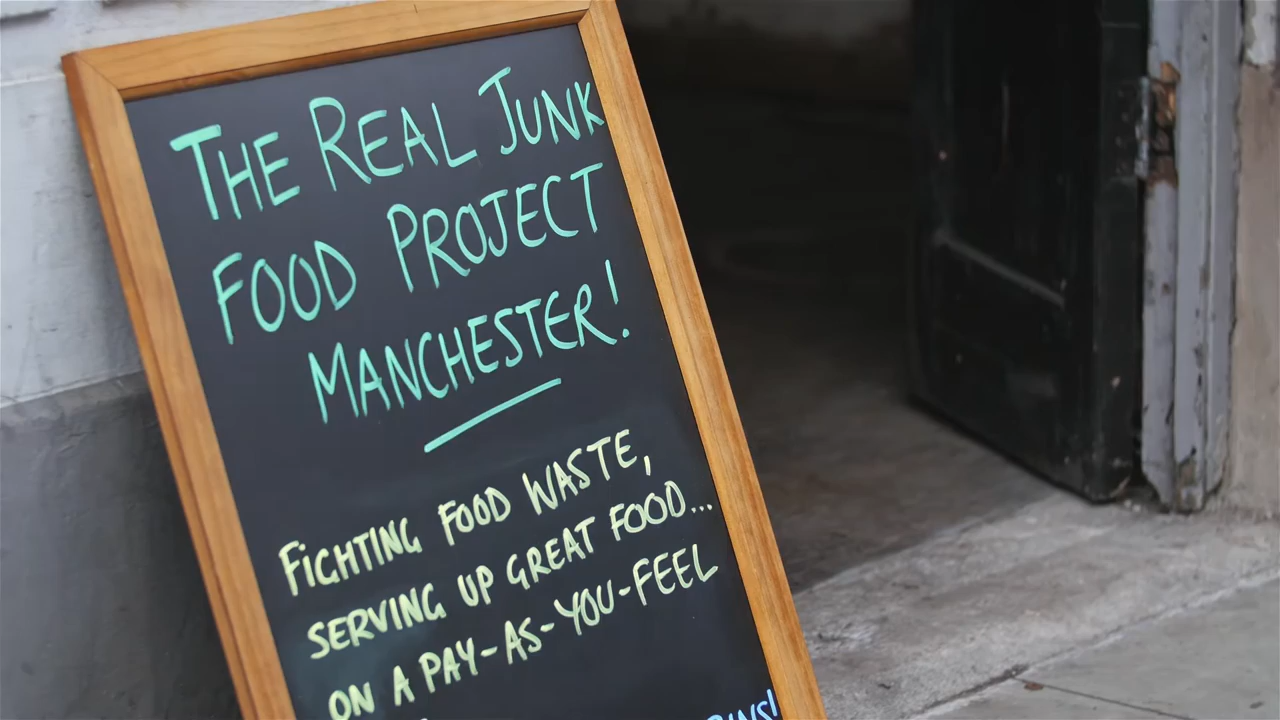 THE REAL JUNK
FOOD PROJECT
MANCHESTER!
FIGHTING FOOD WASTE,
SERVING UP GREAT FOOD...
ON A PAY-AS-YOU-FEEL